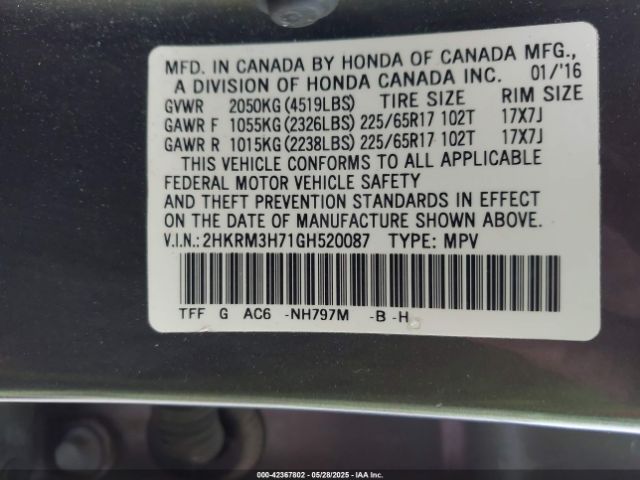 MFD. IN CANADA BY HONDA OF CANADA MFG.,
A DIVISION OF HONDA CANADA INC. 01/'16
GVWR 2050KG (4519LBS) TIRE SIZE RIM SIZE
GAWR F 1055KG (2326LBS) 225/65R17 102T 17X7J
GAWR R 1015KG (2238LBS) 225/65R17 102T 17X7J
THIS VEHICLE CONFORMS TO ALL APPLICABLE
FEDERAL MOTOR VEHICLE SAFETY
AND THEFT PREVENTION STANDARDS IN EFFECT
ON THE DATE OF MANUFACTURE SHOWN ABOVE.
V.I.N.: 2HKRM3H71GH520087 TYPE: MPV
TFF G AC6 -NH797M -B -H
000-42367802 05/28/2025 IAA Inc.